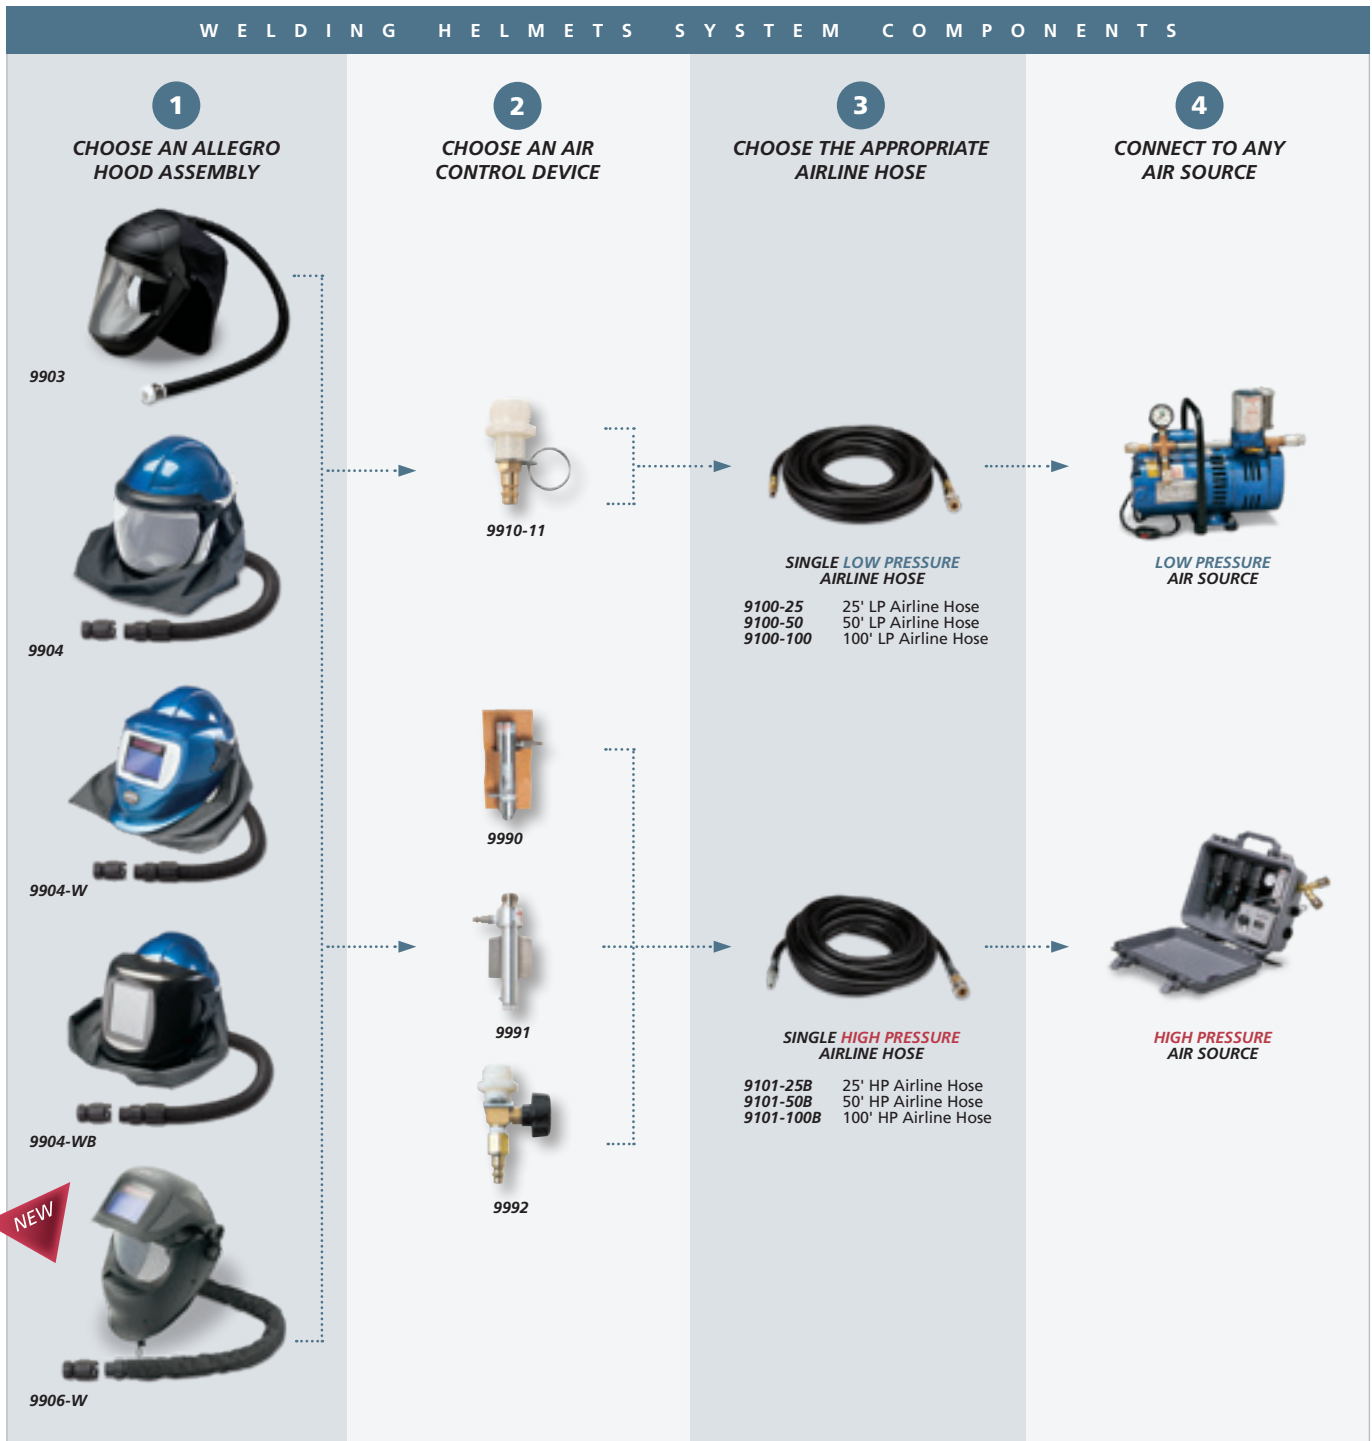 WELDING HELMETS SYSTEM COMPONENTS
1
CHOOSE AN ALLEGRO
HOOD ASSEMBLY
9903
9904
9904-W
9904-WB
NEW
9906-W
2
CHOOSE AN AIR
CONTROL DEVICE
9910-11
9990
9991
9992
3
CHOOSE THE APPROPRIATE
AIRLINE HOSE
SINGLE LOW PRESSURE
AIRLINE HOSE
9100-25 25' LP Airline Hose
9100-50 50' LP Airline Hose
9100-100 100' LP Airline Hose
SINGLE HIGH PRESSURE
AIRLINE HOSE
9101-25B 25' HP Airline Hose
9101-50B 50' HP Airline Hose
9101-100B 100' HP Airline Hose
4
CONNECT TO ANY
AIR SOURCE
LOW PRESSURE
AIR SOURCE
HIGH PRESSURE
AIR SOURCE